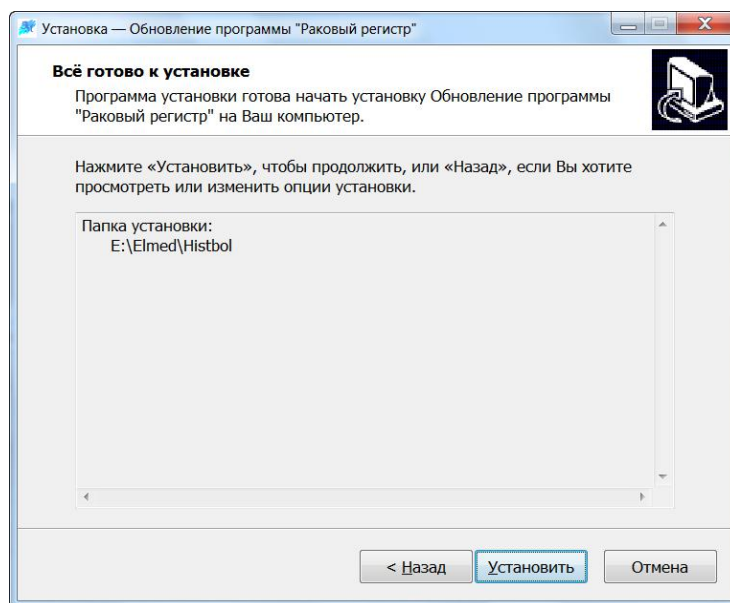 Установка — Обновление программы "Раковый регистр"
Всё готово к установке
Программа установки готова начать установку Обновление программы
"Раковый регистр" на Ваш компьютер.
Нажмите «Установить», чтобы продолжить, или «Назад», если Вы хотите
просмотреть или изменить опции установки.
Папка установки:
E:\Elmed\Histbol
< Назад
Установить
Отмена